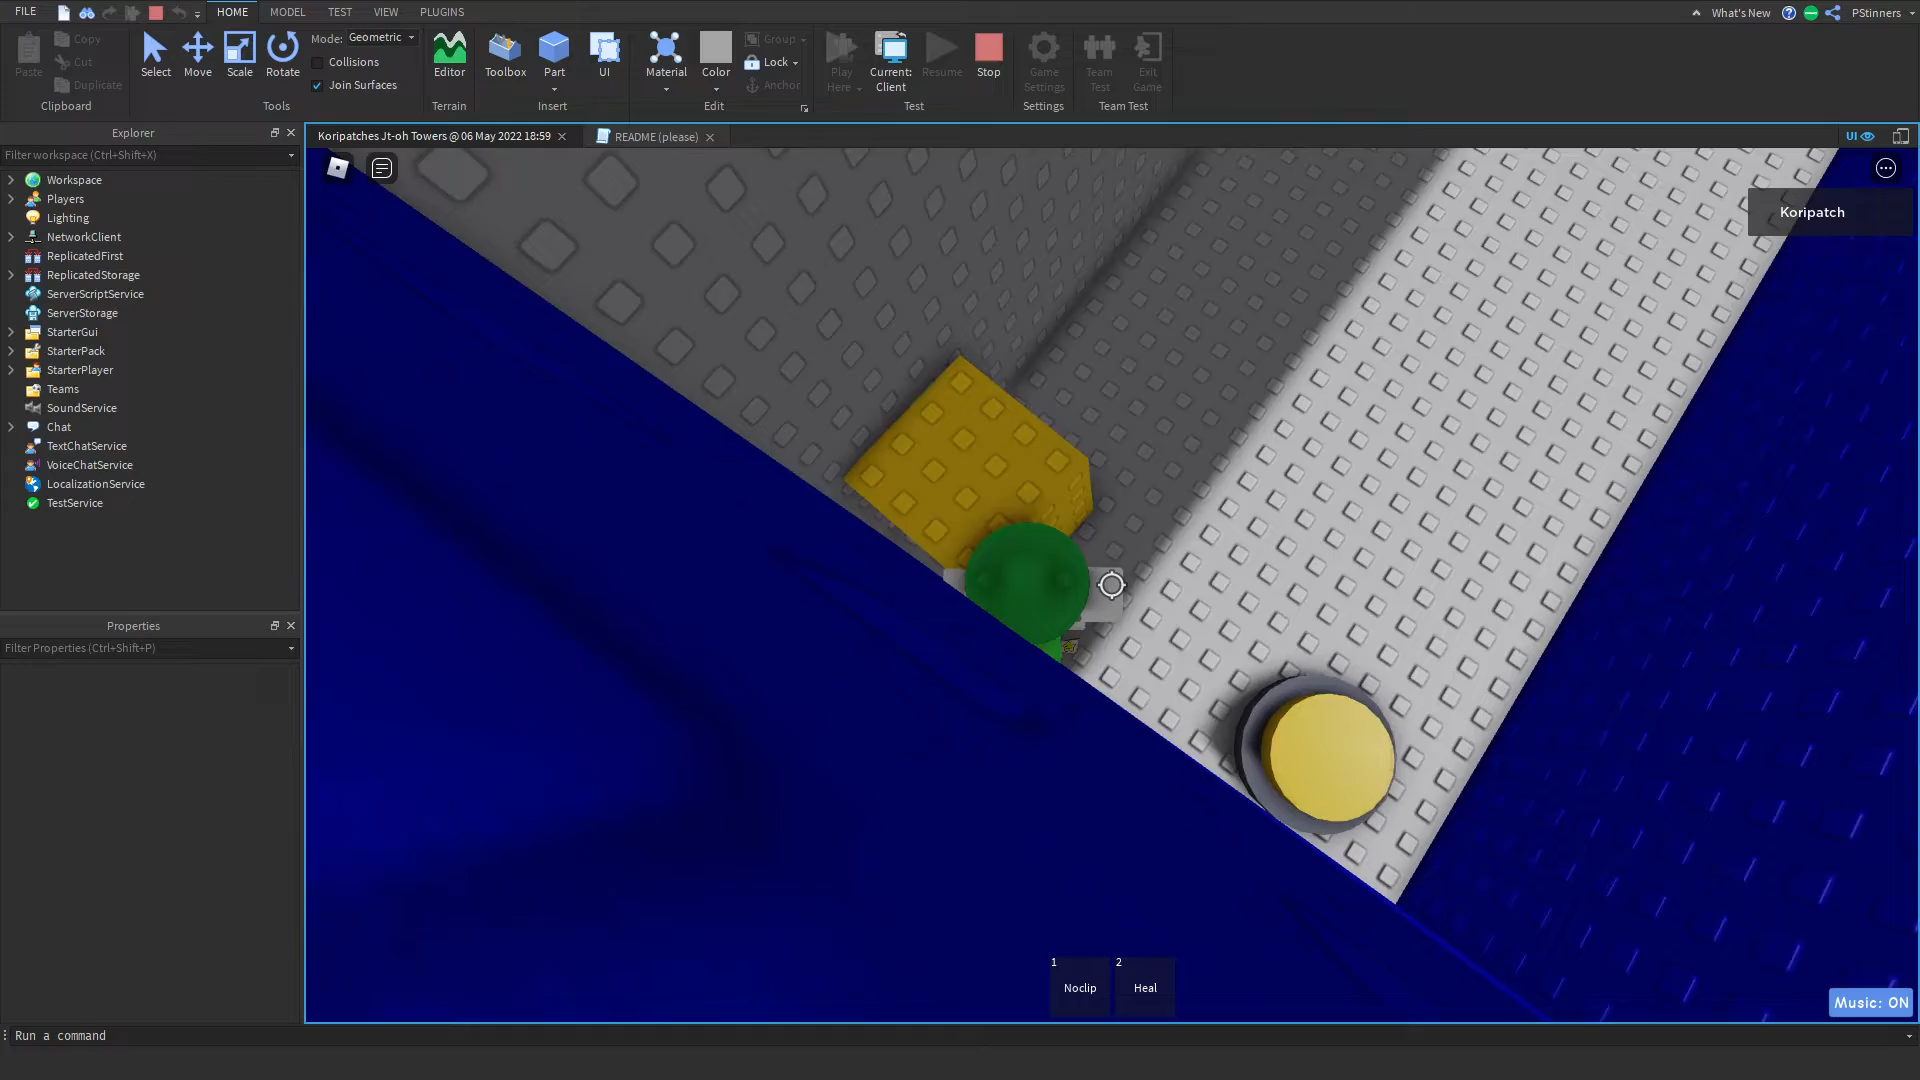 FILE HOME MODEL TEST VIEW PLUGINS What's New PStinners
Paste Copy Cut Duplicate Clipboard
Select Move Scale Rotate Mode: Geometric Collisions Join Surfaces Tools
Editor Terrain
Toolbox Part UI Insert
Material Color Group Lock Anchor Edit
Play Here Current: Client Resume Stop Test
Game Settings Settings
Team Test Exit Game Team Test
Explorer
Filter workspace (Ctrl+Shift+X)
Workspace
Players
Lighting
NetworkClient
ReplicatedFirst
ReplicatedStorage
ServerScriptService
ServerStorage
StarterGui
StarterPack
StarterPlayer
Teams
SoundService
Chat
TextChatService
VoiceChatService
LocalizationService
TestService
Properties
Filter Properties (Ctrl+Shift+P)
Koripatches Jt-oh Towers @ 06 May 2022 18:59 README (please) UI
Koripatch
1 2
Noclip Heal
Music: ON
Run a command